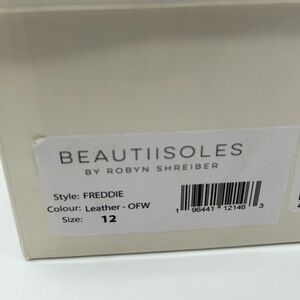 BEAUTIISOLES
BY ROBYN SHREIBER
Style: FREDDIE
Colour: Leather - OFW
Size: 12
1 96441 12146 3